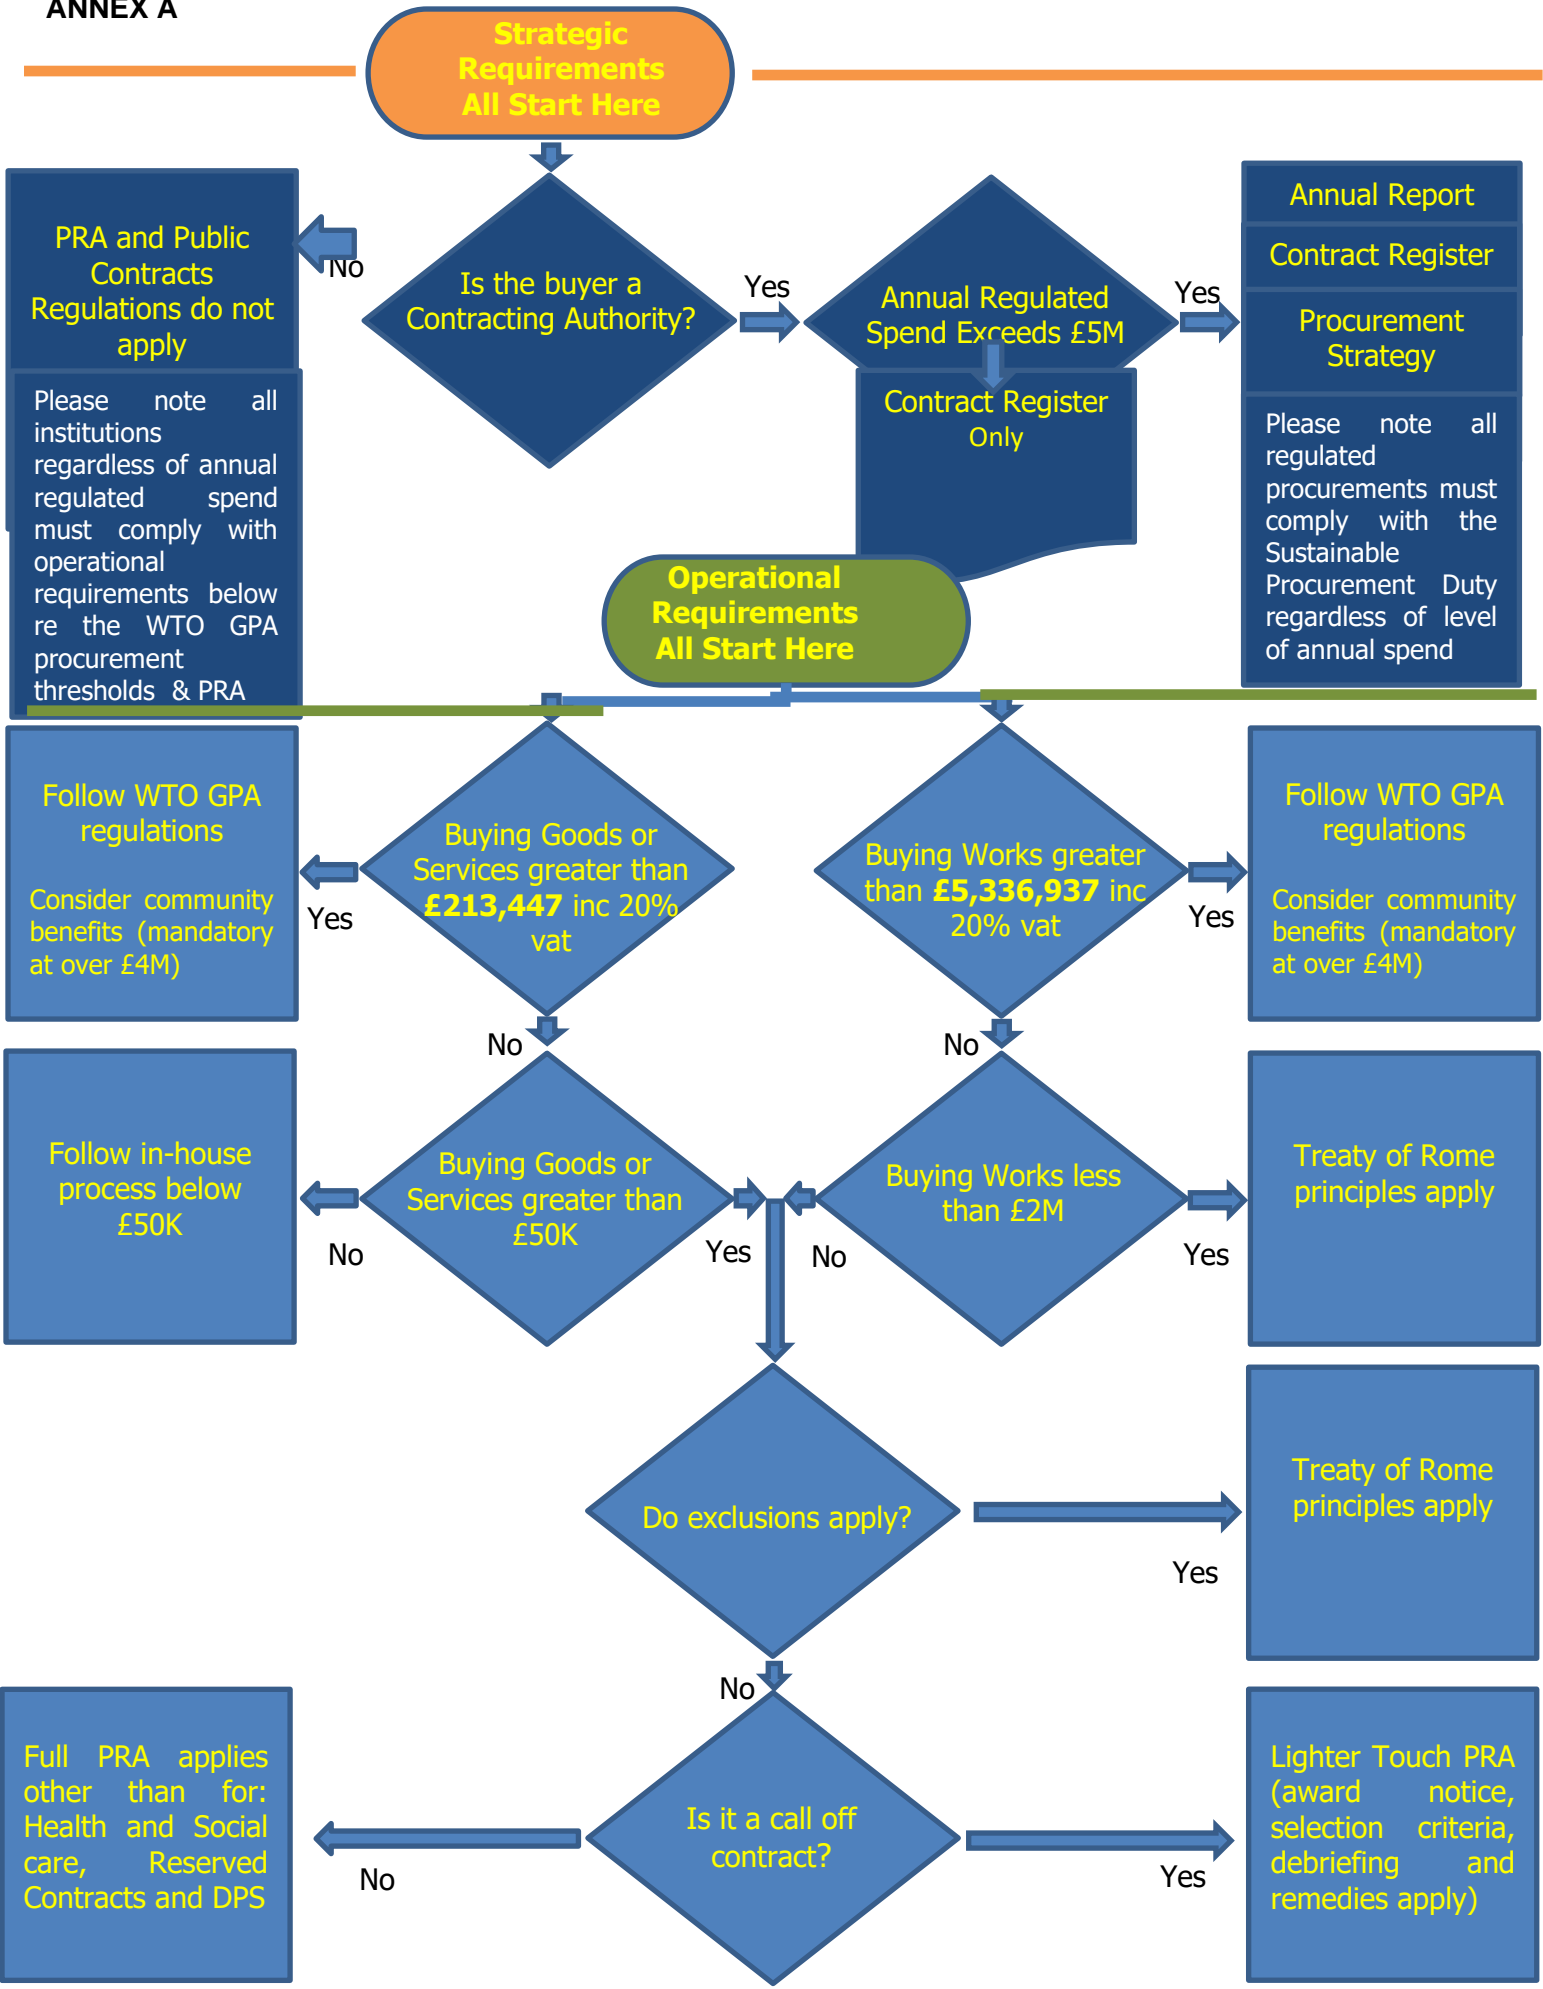 ANNEX A
Strategic
Requirements
All Start Here
PRA and Public
Contracts
Regulations do not
apply
No
Is the buyer a
Contracting Authority?
Yes
Annual Regulated
Spend Exceeds £5M
Yes
Annual Report
Contract Register
Procurement
Strategy
Please note all
institutions
regardless of annual
regulated spend
must comply with
operational
requirements below
re the WTO GPA
procurement
thresholds & PRA
Contract Register
Only
Please note all
regulated
procurements must
comply with the
Sustainable
Procurement Duty
regardless of level
of annual spend
Operational
Requirements
All Start Here
Follow WTO GPA
regulations
Consider community
benefits (mandatory
at over £4M)
Yes
Buying Goods or
Services greater than
£213,447 inc 20%
vat
Buying Works greater
than £5,336,937 inc
20% vat
Yes
Follow WTO GPA
regulations
Consider community
benefits (mandatory
at over £4M)
No
No
Follow in-house
process below
£50K
No
Buying Goods or
Services greater than
£50K
Yes
No
Buying Works less
than £2M
Yes
Treaty of Rome
principles apply
Do exclusions apply?
Yes
Treaty of Rome
principles apply
No
Full PRA applies
other than for:
Health and Social
care, Reserved
Contracts and DPS
No
Is it a call off
contract?
Yes
Lighter Touch PRA
(award notice,
selection criteria,
debriefing and
remedies apply)